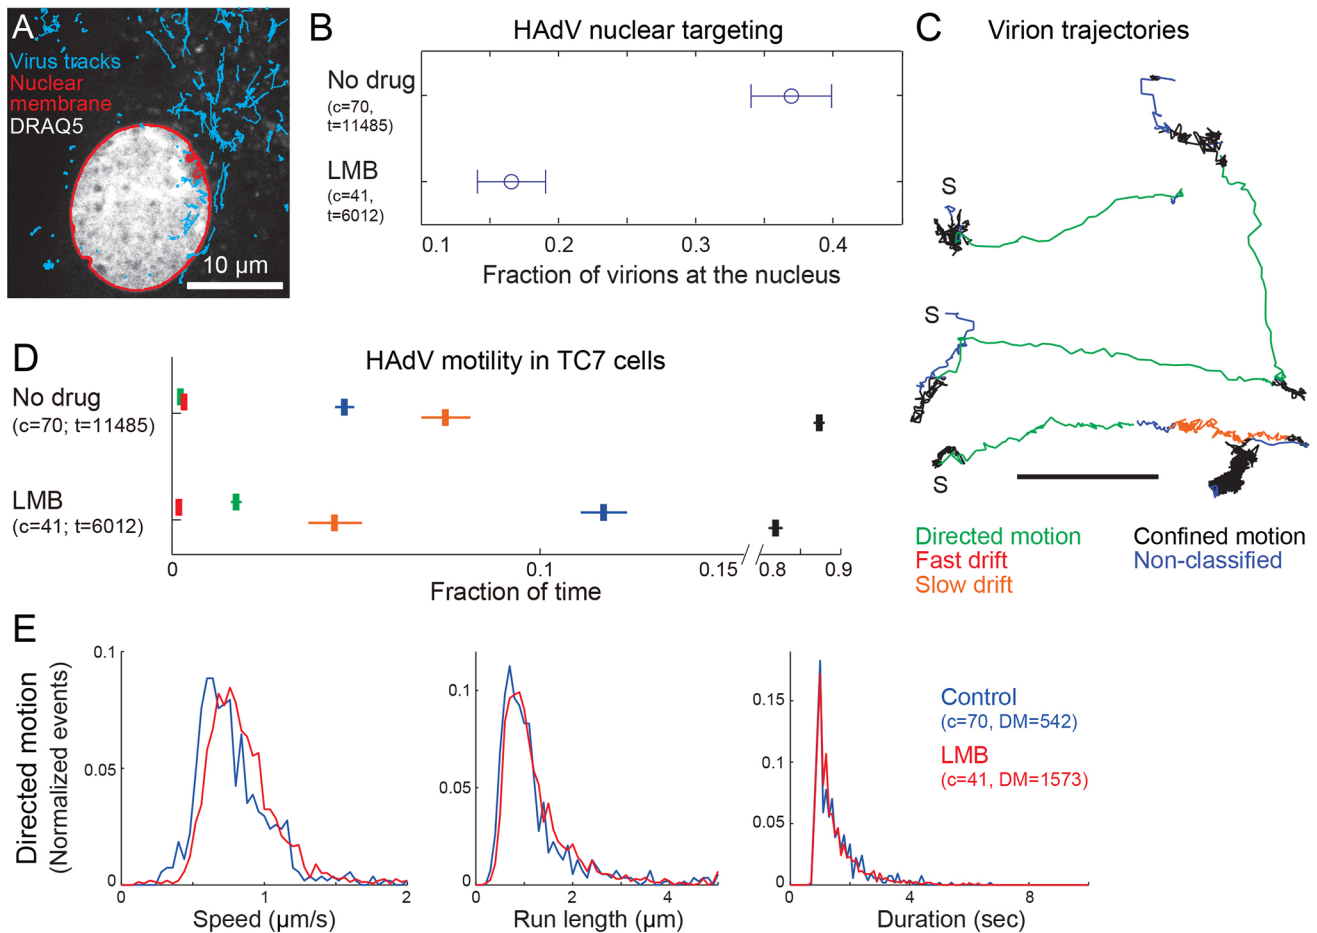 A
Virus tracks
Nuclear
membrane
DRAQ5
10 µm
B
HAdV nuclear targeting
No drug
(c=70,
t=11485)
LMB
(c=41,
t=6012)
0.1
0.2
0.3
0.4
Fraction of virions at the nucleus
C
Virion trajectories
S
S
S
Directed motion
Fast drift
Slow drift
Confined motion
Non-classified
D
HAdV motility in TC7 cells
No drug
(c=70; t=11485)
LMB
(c=41; t=6012)
0
0.1
0.15
0.8
0.9
Fraction of time
E
Directed motion
(Normalized events)
0.1
0.05
0
0
1
2
Speed (µm/s)
0.1
0.05
0
0
2
4
Run length (µm)
0.15
0.1
0.05
0
0
4
8
Duration (sec)
Control
(c=70, DM=542)
LMB
(c=41, DM=1573)